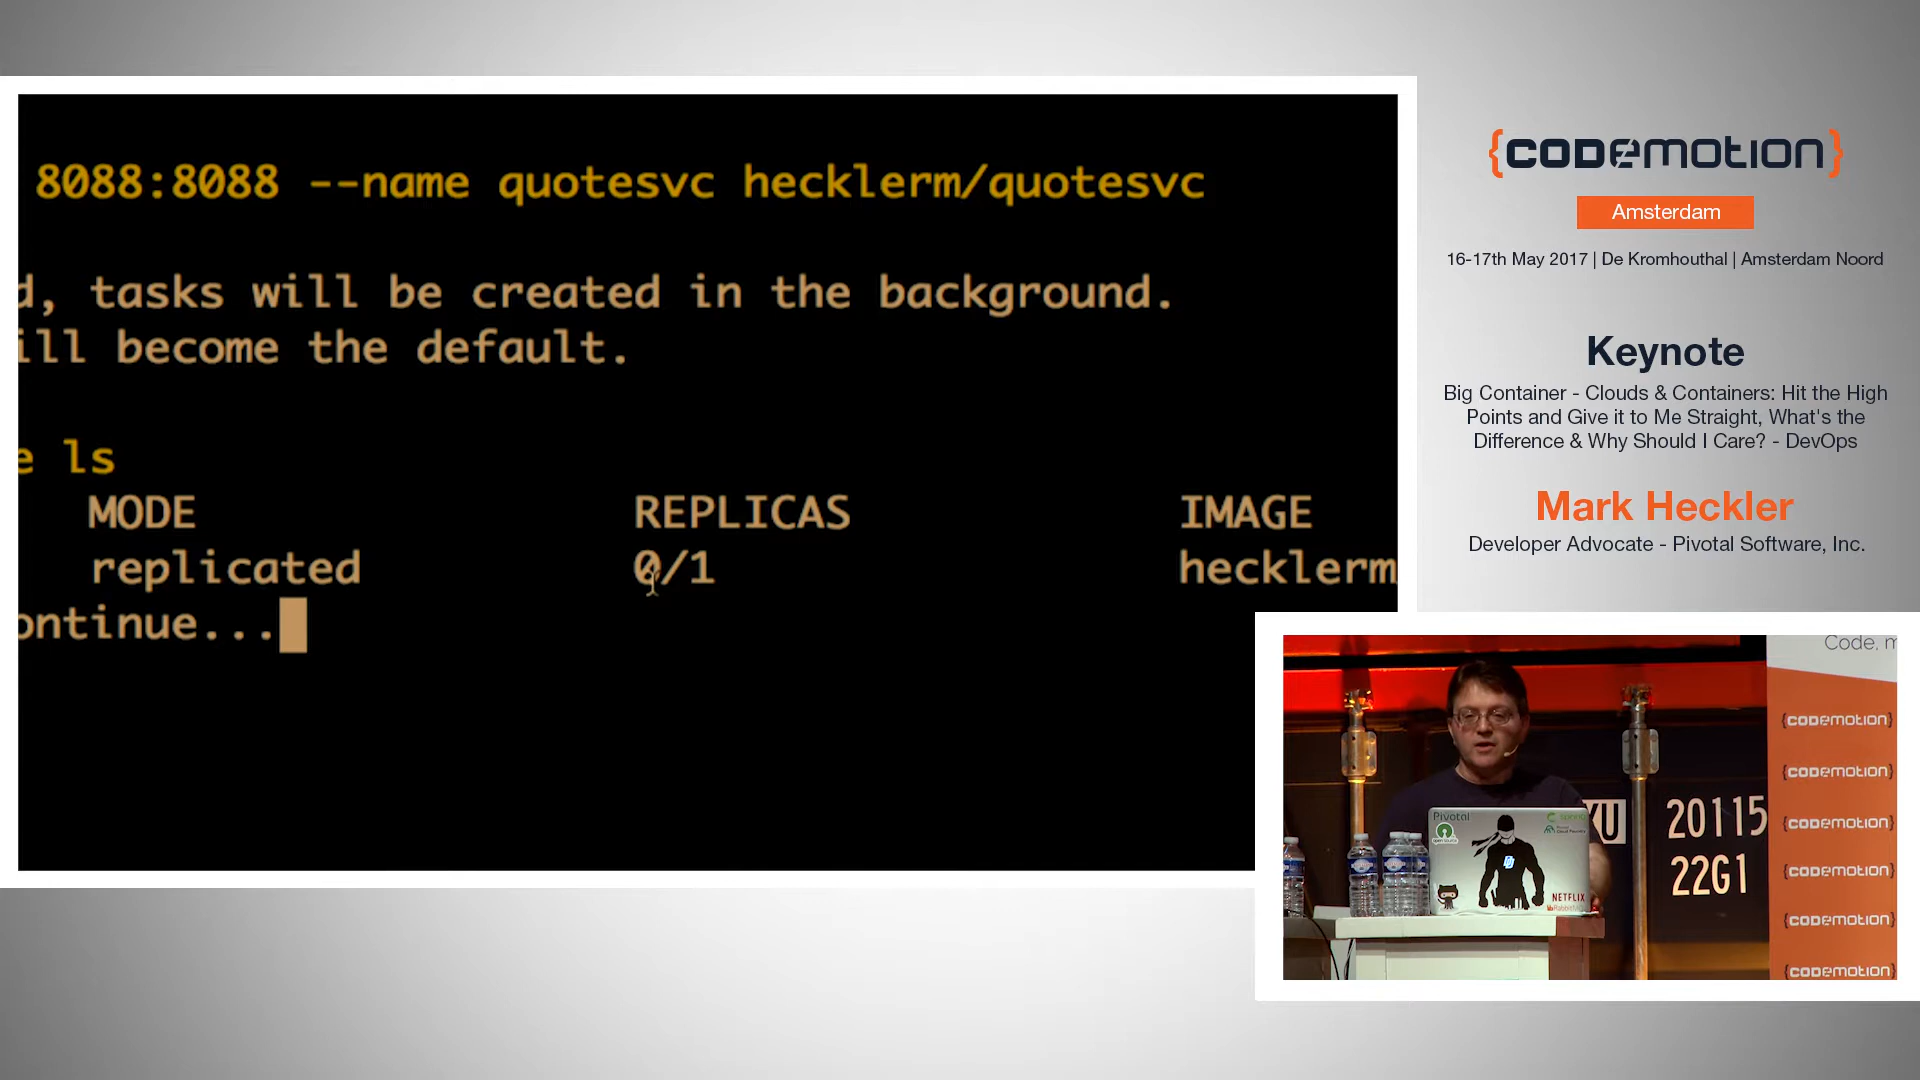 8088:8088 --name quotesvc hecklerm/quotesvc
d, tasks will be created in the background.
ill become the default.
e ls
MODE REPLICAS IMAGE
replicated 0/1 hecklerm
ontinue...
{CODEMOTION}
Amsterdam
16-17th May 2017 | De Kromhouthal | Amsterdam Noord
Keynote
Big Container - Clouds & Containers: Hit the High
Points and Give it to Me Straight, What's the
Difference & Why Should I Care? - DevOps
Mark Heckler
Developer Advocate - Pivotal Software, Inc.
Code, m
{CODEMOTION}
{CODEMOTION}
{CODEMOTION}
{CODEMOTION}
{CODEMOTION}
{CODEMOTION}
20115
22G1
Pivotal
NETFLIX